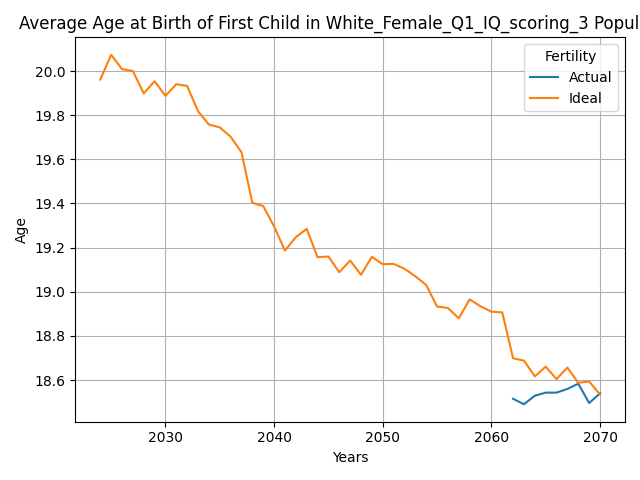 Average Age at Birth of First Child in White_Female_Q1_IQ_scoring_3 Popul
Fertility
Actual
Ideal
Age
20.0
19.8
19.6
19.4
19.2
19.0
18.8
18.6
2030 2040 2050 2060 2070
Years